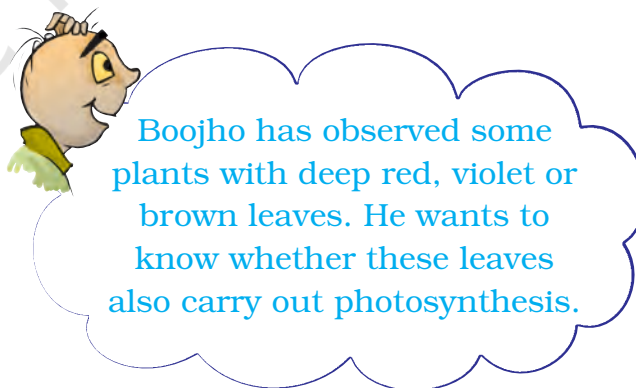 Boojho has observed some
plants with deep red, violet or
brown leaves. He wants to
know whether these leaves
also carry out photosynthesis.